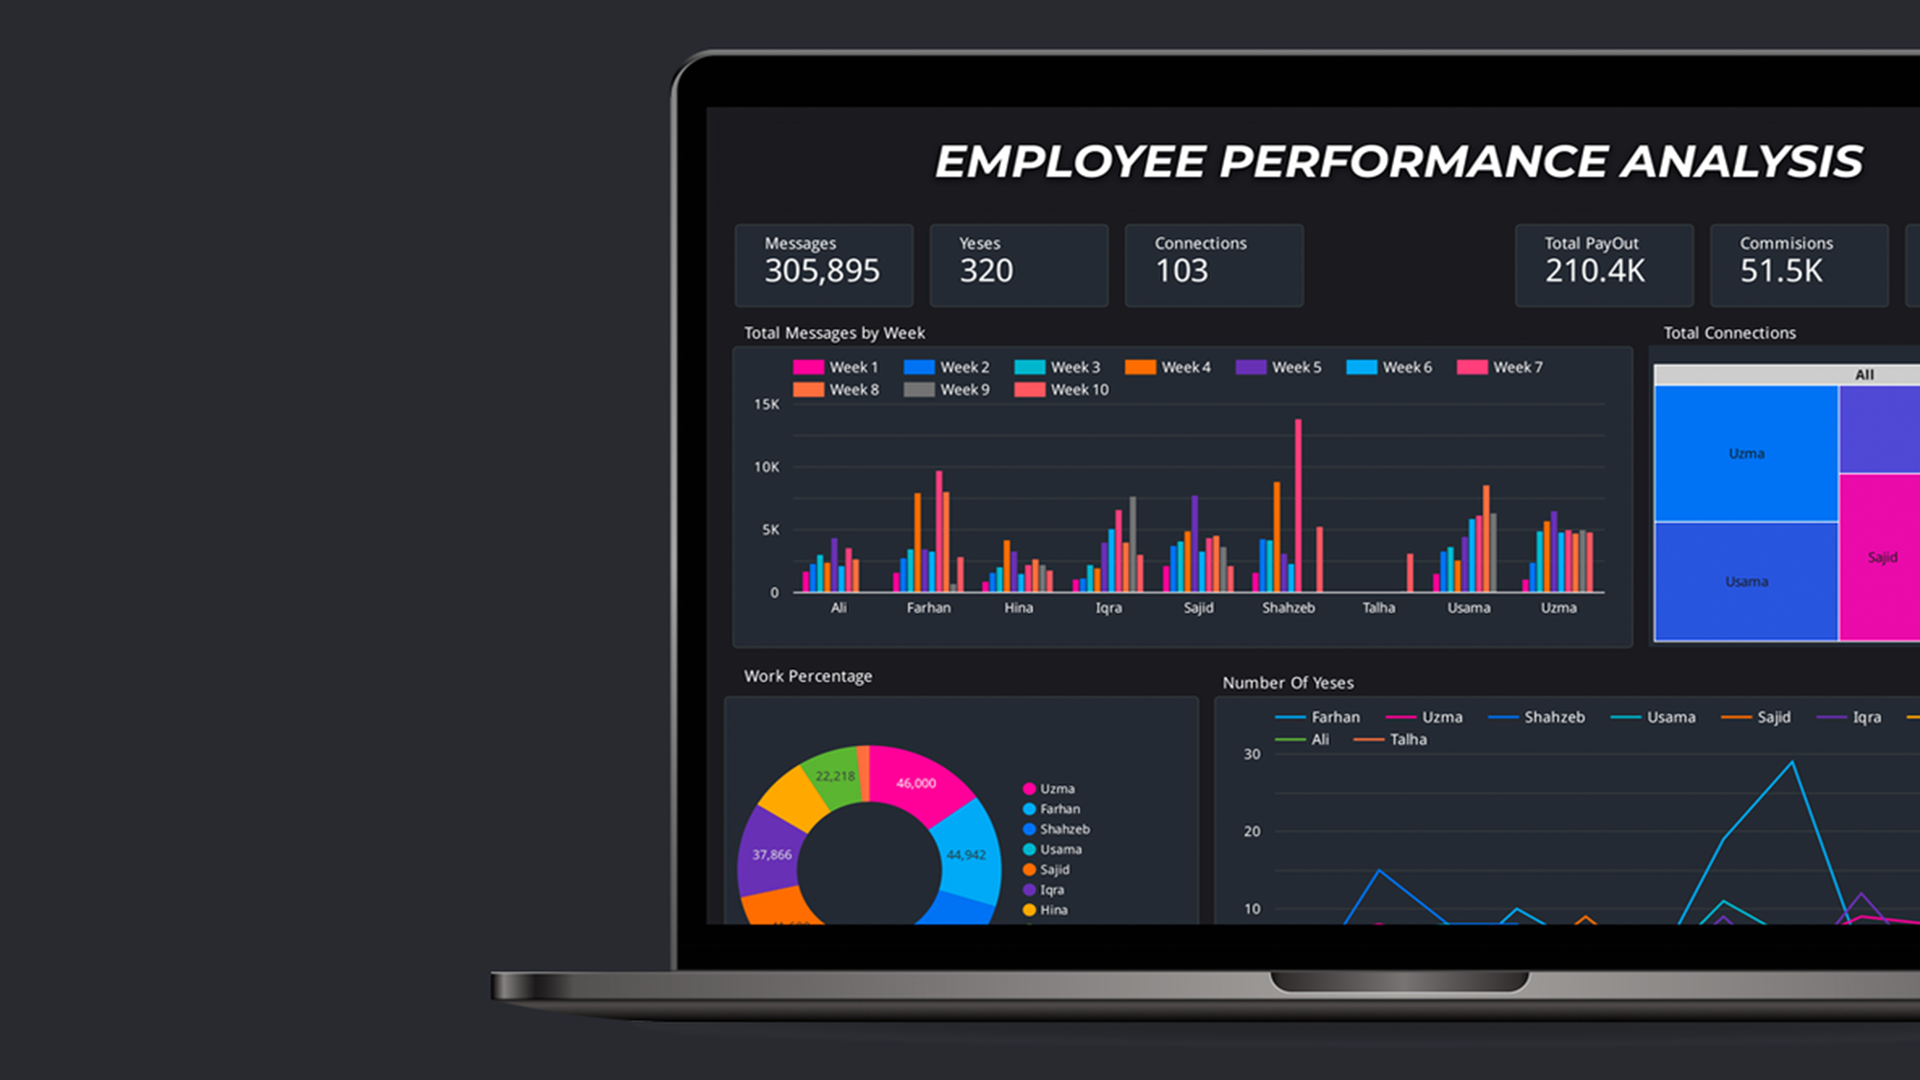 EMPLOYEE PERFORMANCE ANALYSIS
Messages
305,895
Yeses
320
Connections
103
Total PayOut
210.4K
Commisions
51.5K
Total Messages by Week
Week 1 Week 2 Week 3 Week 4 Week 5 Week 6 Week 7
Week 8 Week 9 Week 10
15K
10K
5K
0
Ali Farhan Hina Iqra Sajid Shahzeb Talha Usama Uzma
Total Connections
All
Uzma
Usama
Sajid
Work Percentage
22,218
46,000
37,866
44,942
Uzma
Farhan
Shahzeb
Usama
Sajid
Iqra
Hina
Number Of Yeses
Farhan Uzma Shahzeb Usama Sajid Iqra
Ali Talha
30
20
10